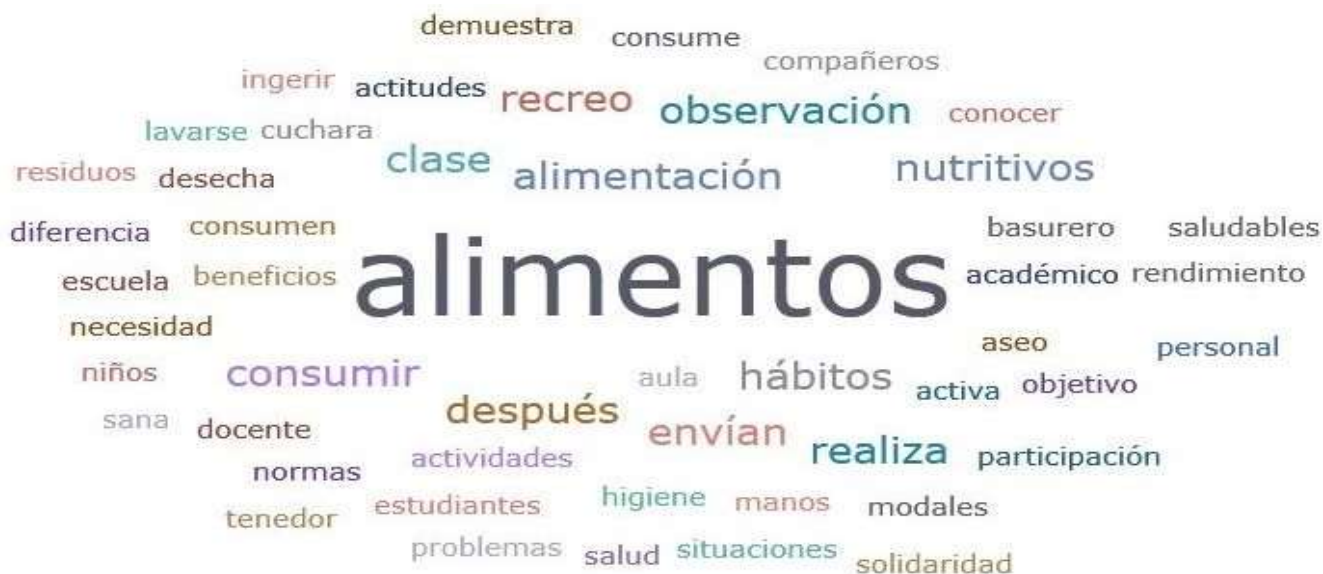 demuestra consume
compañeros
ingerir actitudes recreo observación conocer
lavarse cuchara
residuos desecha clase alimentación nutritivos
diferencia consumen basurero saludables
escuela beneficios alimentos académico rendimiento
necesidad aseo personal
niños consumir aula hábitos activa objetivo
sana docente después envían realiza participación
normas actividades
tenedor estudiantes higiene manos modales
problemas salud situaciones solidaridad